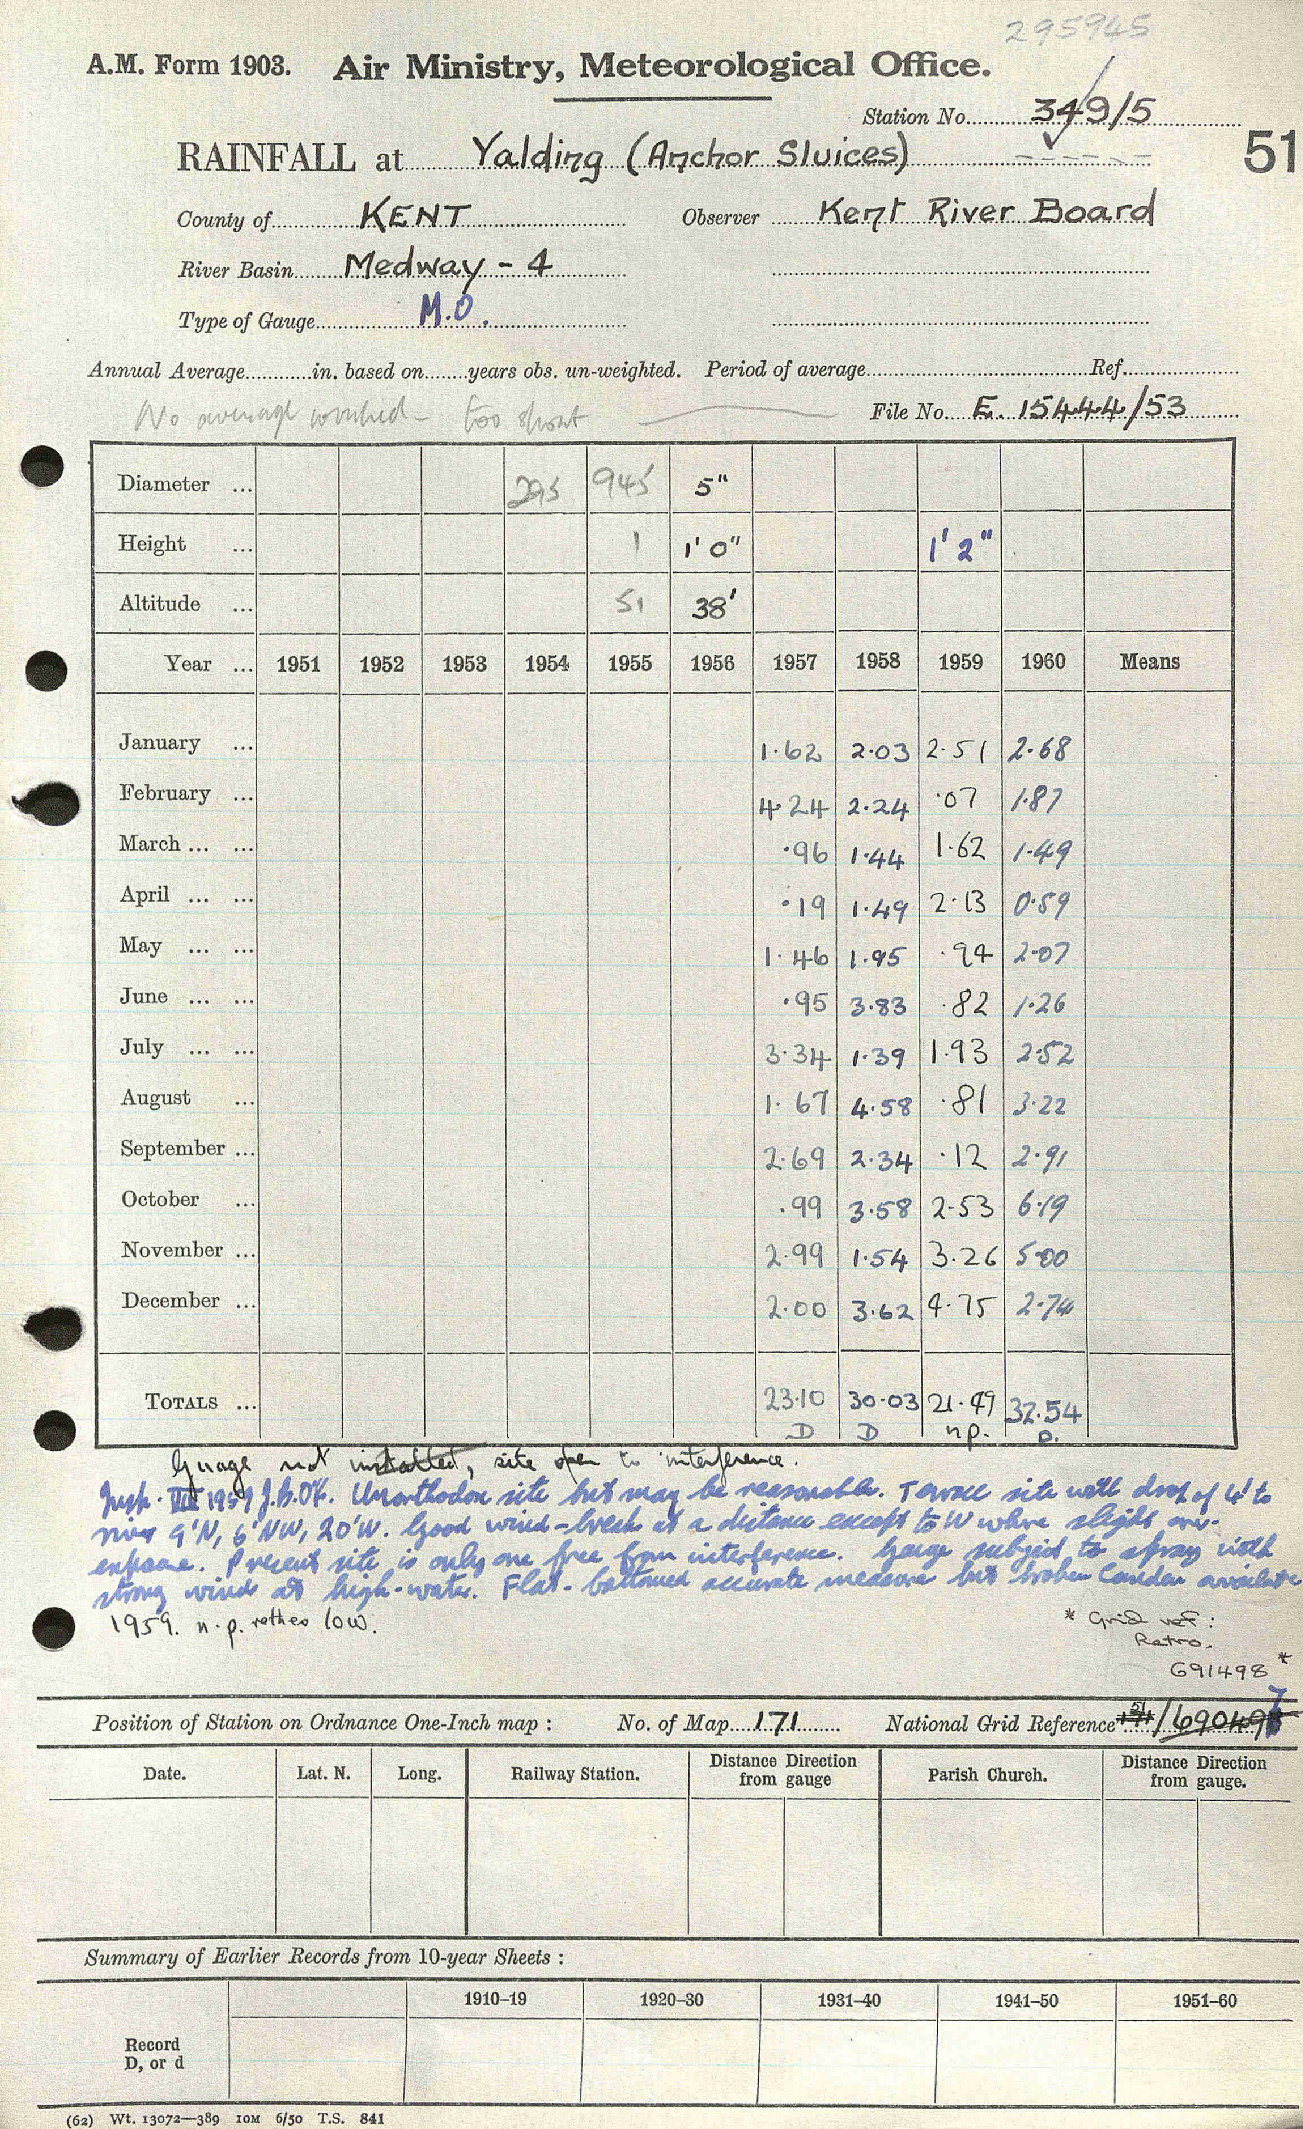 295945
A.M. Form 1903. Air Ministry, Meteorological Office.
Station No. 349/5
RAINFALL at Yalding (Anchor Sluices)
51
County of KENT Observer Kent River Board
River Basin Medway - 4
Type of Gauge M.O.
Annual Average in. based on years obs. un-weighted. Period of average Ref.
No average worked too short
File No. E. 15444/53
Diameter ... 295 945 5"
Height ... 1 1' 0" 1' 2"
Altitude ... 51 38'
Year ... 1951 1952 1953 1954 1955 1956 1957 1958 1959 1960 Means
January ... 1.62 2.03 2.51 2.68
February ... 4.24 2.24 .07 1.87
March ... ... .96 1.44 1.62 1.49
April ... ... .19 1.49 2.13 0.59
May ... ... 1.46 1.95 .94 2.07
June ... ... .95 3.83 .82 1.26
July ... ... 3.34 1.39 1.93 2.52
August ... 1.67 4.58 .81 3.22
September ... 2.69 2.34 .12 2.91
October ... .99 3.58 2.53 6.19
November ... 2.99 1.54 3.26 5.00
December ... 2.00 3.62 4.75 2.74
TOTALS ... 23.10 30.03 21.49 32.54
D D n.p. D.
Guage not installed, site open to interference.
Insp. III 1959 Unorthodox site but may be reasonable. Terrace site with drop of 4' to
river 9'N, 6'NW, 20'W. Good wind-break at a distance except to W where slight over-
exposure. Present site is only one free from interference. Gauge subject to spray with
strong winds at high-water. Flat-bottomed accurate measure but broken Camden available
1959. n.p. rather low.
* Grid ref:
Retro.
691498 *
Position of Station on Ordnance One-Inch map : No. of Map 171 National Grid Reference 51/690497
Date. Lat. N. Long. Railway Station. Distance Direction from gauge Parish Church. Distance Direction from gauge.
Summary of Earlier Records from 10-year Sheets :
1910–19 1920–30 1931–40 1941–50 1951–60
Record
D, or d
(62) Wt. 13072—389 10M 6/50 T.S. 841